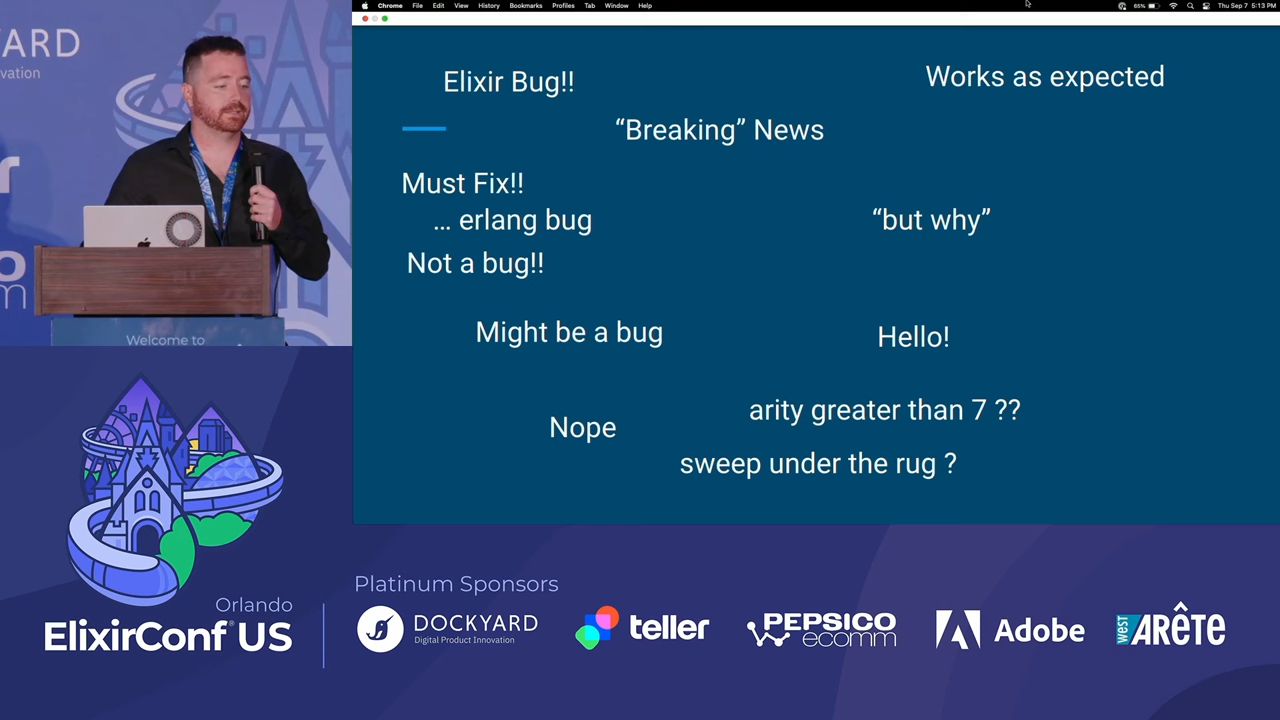 Chrome File Edit View History Bookmarks Profiles Tab Window Help
65% Thu Sep 7 5:13 PM
Elixir Bug!!
Works as expected
“Breaking” News
Must Fix!!
... erlang bug
“but why”
Not a bug!!
Might be a bug
Hello!
arity greater than 7 ??
Nope
sweep under the rug ?
Welcome to
Platinum Sponsors
Orlando
ElixirConf® US
DOCKYARD
Digital Product Innovation
teller
PEPSICO
ecomm
Adobe
west ARÊTE